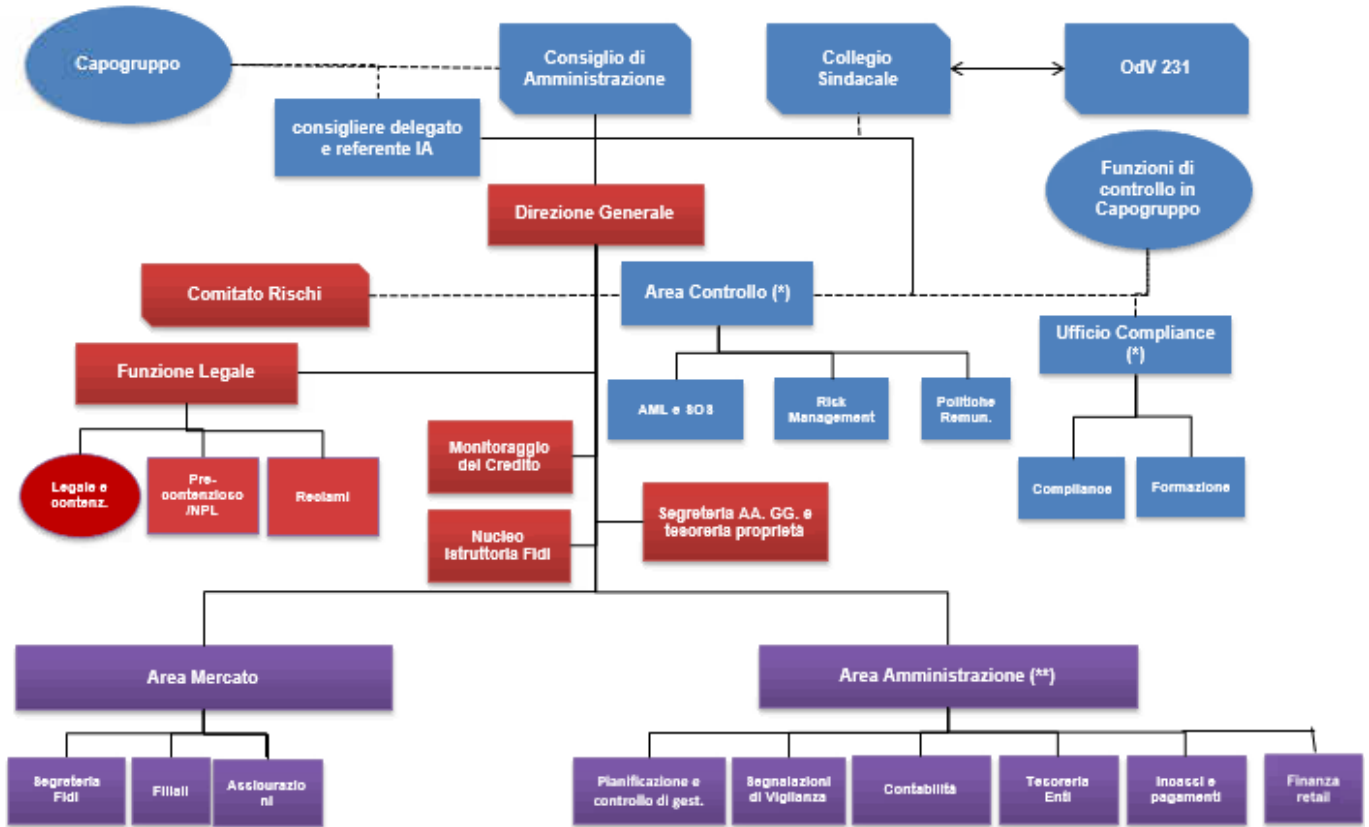 Capogruppo
Consiglio di
Amministrazione
Collegio
Sindacale
OdV 231
consigliere delegato
e referente IA
Funzioni di
controllo in
Capogruppo
Direzione Generale
Comitato Rischi
Area Controllo (*)
Ufficio Compliance
(*)
Funzione Legale
AML e SOS
Risk
Management
Politiche
Remun.
Monitoraggio
del Credito
Legale e
contenz.
Pre-
contenzioso
/NPL
Reclami
Compliance
Formazione
Segreteria AA. GG. e
tesoreria proprietà
Nucleo
Istruttoria Fidi
Area Mercato
Area Amministrazione (**)
Segreteria
Fidi
Filiali
Assicurazio
ni
Pianificazione e
controllo di gest.
Segnalazioni
di Vigilanza
Contabilità
Tesoreria
Enti
Incassi e
pagamenti
Finanza
retail